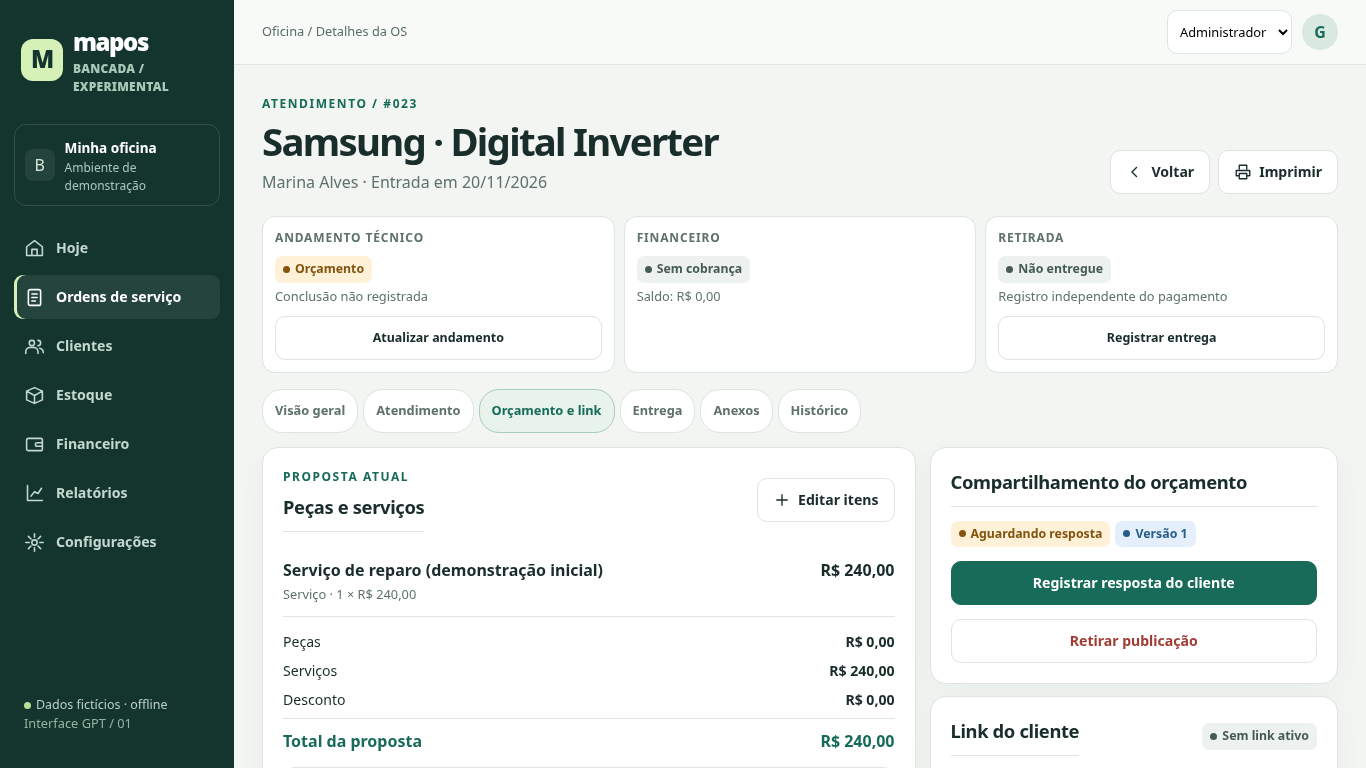 M
mapos
BANCADA /
EXPERIMENTAL
B
Minha oficina
Ambiente de
demonstração
Hoje
Ordens de serviço
Clientes
Estoque
Financeiro
Relatórios
Configurações
Dados fictícios · offline
Interface GPT / 01
Oficina / Detalhes da OS
Administrador
G
ATENDIMENTO / #023
Samsung · Digital Inverter
Marina Alves · Entrada em 20/11/2026
Voltar
Imprimir
ANDAMENTO TÉCNICO
Orçamento
Conclusão não registrada
Atualizar andamento
FINANCEIRO
Sem cobrança
Saldo: R$ 0,00
RETIRADA
Não entregue
Registro independente do pagamento
Registrar entrega
Visão geral
Atendimento
Orçamento e link
Entrega
Anexos
Histórico
PROPOSTA ATUAL
Peças e serviços
Editar itens
Serviço de reparo (demonstração inicial) R$ 240,00
Serviço · 1 × R$ 240,00
Peças R$ 0,00
Serviços R$ 240,00
Desconto R$ 0,00
Total da proposta R$ 240,00
Compartilhamento do orçamento
Aguardando resposta
Versão 1
Registrar resposta do cliente
Retirar publicação
Link do cliente
Sem link ativo